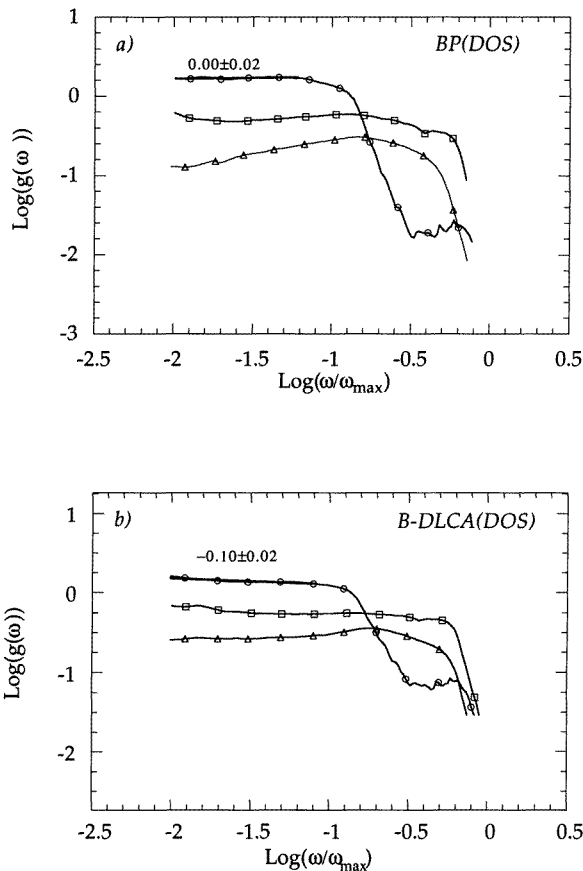 a)
BP(DOS)
0.00±0.02
1
0
-1
-2
-3
Log(g(ω ))
-2.5 -2 -1.5 -1 -0.5 0 0.5
Log(ω/ω_max)
b)
B-DLCA(DOS)
−0.10±0.02
1
0
-1
-2
Log(g(ω))
-2.5 -2 -1.5 -1 -0.5 0 0.5
Log(ω/ω_max)